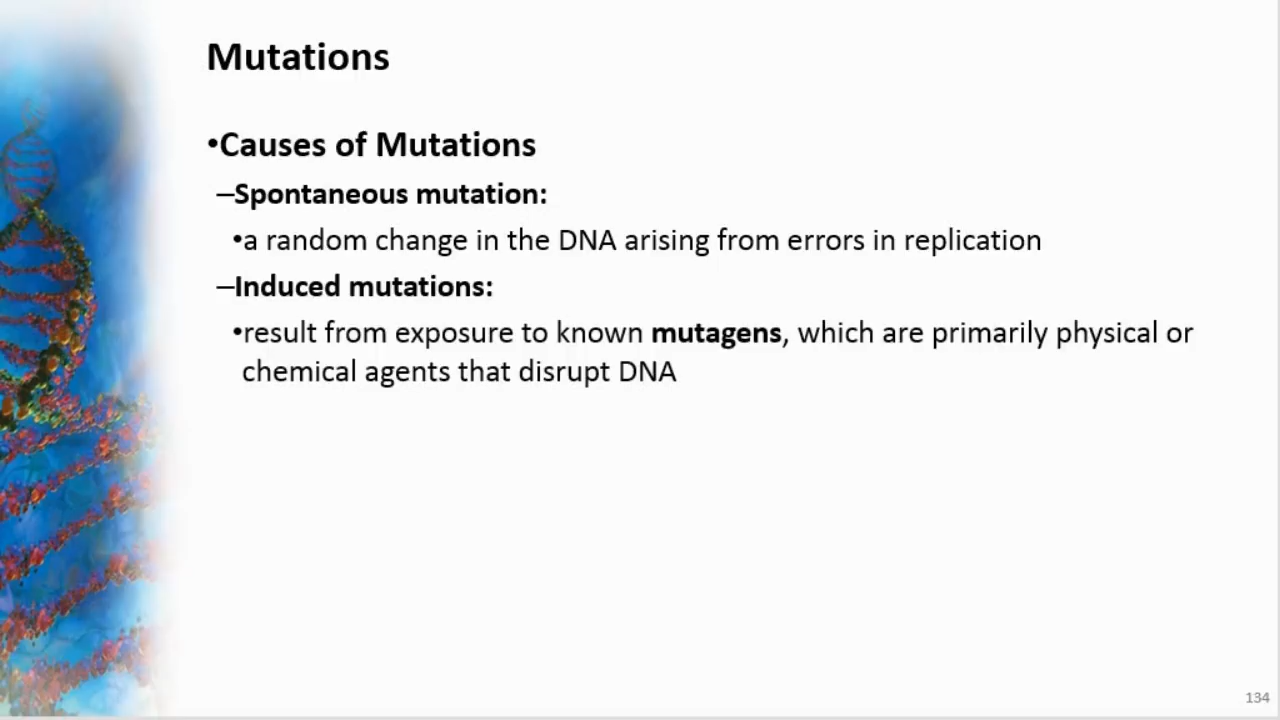 Mutations
•Causes of Mutations
–Spontaneous mutation:
•a random change in the DNA arising from errors in replication
–Induced mutations:
•result from exposure to known mutagens, which are primarily physical or
chemical agents that disrupt DNA
134